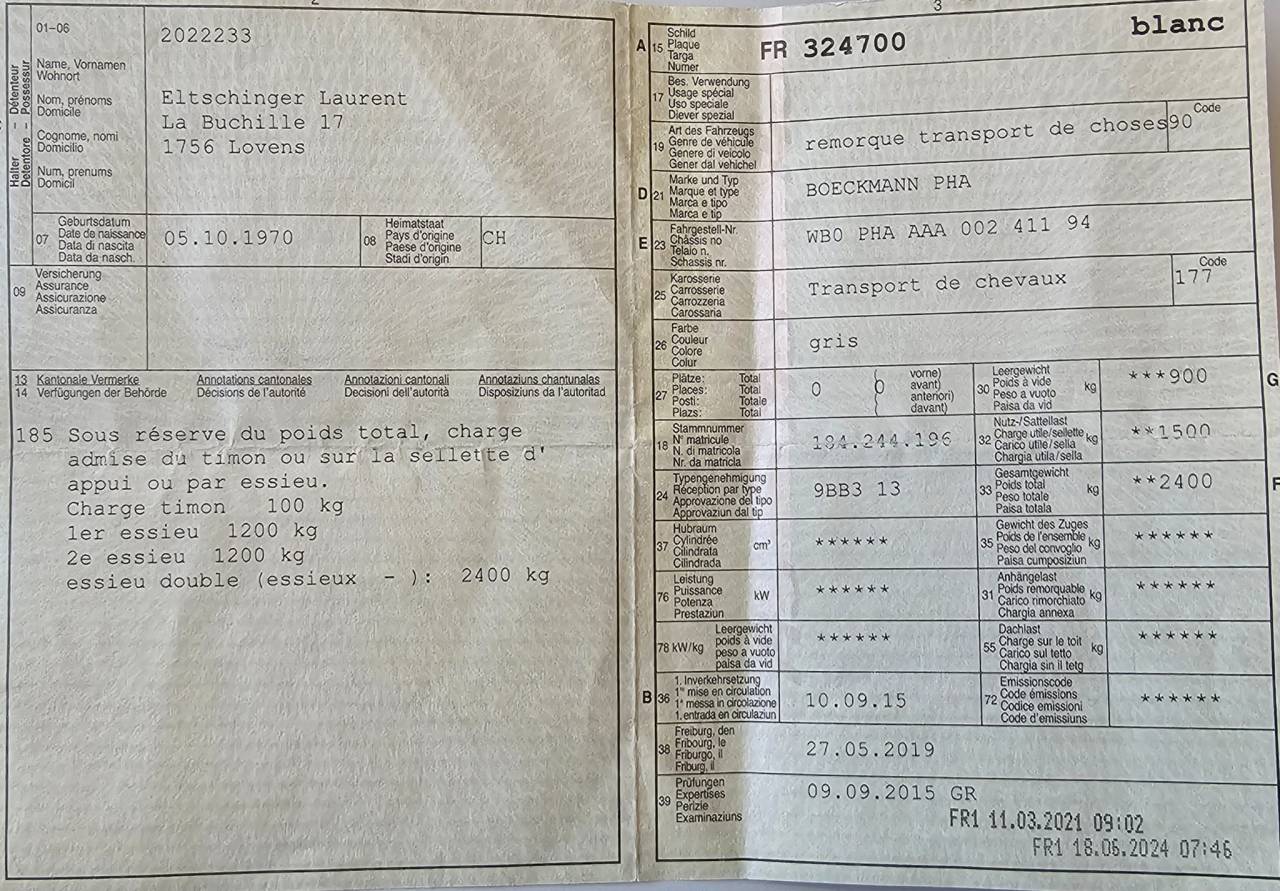 2
Halter – Détenteur
Detentore – Possessur
01–06
2022233
Name, Vornamen
Wohnort
Nom, prénoms
Domicile
Cognome, nomi
Domicilio
Num, prenums
Domicil
Eltschinger Laurent
La Buchille 17
1756 Lovens
07
Geburtsdatum
Date de naissance
Data di nascita
Data da nasch.
05.10.1970
08
Heimatstaat
Pays d'origine
Paese d'origine
Stadi d'origin
CH
09
Versicherung
Assurance
Assicurazione
Assicuranza
13 Kantonale Vermerke Annotations cantonales Annotazioni cantonali Annotaziuns chantunalas
14 Verfügungen der Behörde Décisions de l'autorité Decisioni dell'autorità Disposiziuns da l'autoritad
185 Sous réserve du poids total, charge
admise du timon ou sur la sellette d'
appui ou par essieu.
Charge timon 100 kg
1er essieu 1200 kg
2e essieu 1200 kg
essieu double (essieux - ): 2400 kg
3
A 15
Schild
Plaque
Targa
Numer
FR 324700
blanc
17
Bes. Verwendung
Usage spécial
Uso speciale
Diever spezial
19
Art des Fahrzeugs
Genre de véhicule
Genere di veicolo
Gener dal vehichel
remorque transport de choses
Code
90
D 21
Marke und Typ
Marque et type
Marca e tipo
Marca e tip
BOECKMANN PHA
E 23
Fahrgestell-Nr.
Châssis no
Telaio n.
Schassis nr.
WB0 PHA AAA 002 411 94
25
Karosserie
Carrosserie
Carrozzeria
Carossaria
Transport de chevaux
Code
177
26
Farbe
Couleur
Colore
Colur
gris
27
Plätze: Total
Places: Total
Posti: Totale
Plazs: Total
0
( 0
vorne)
avant)
anteriori)
davant)
30
Leergewicht
Poids à vide
Peso a vuoto
Paisa da vid
kg
***900
G
18
Stammnummer
N° matricule
N. di matricola
Nr. da matricla
194.244.196
32
Nutz-/Sattellast
Charge utile/sellette
Carico utile/sella
Chargia utila/sella
kg
**1500
24
Typengenehmigung
Réception par type
Approvazione del tipo
Approvaziun dal tip
9BB3 13
33
Gesamtgewicht
Poids total
Peso totale
Paisa totala
kg
**2400
F
37
Hubraum
Cylindrée
Cilindrata
Cilindrada
cm³
******
35
Gewicht des Zuges
Poids de l'ensemble
Peso del convoglio
Paisa cumposiziun
kg
******
76
Leistung
Puissance
Potenza
Prestaziun
kW
******
31
Anhängelast
Poids remorquable
Carico rimorchiato
Chargia annexa
kg
******
78 kW/kg
Leergewicht
poids à vide
peso a vuoto
paisa da vid
******
55
Dachlast
Charge sur le toit
Carico sul tetto
Chargia sin il tetg
kg
******
B 36
1. Inverkehrsetzung
1re mise en circulation
1a messa in circolazione
1. entrada en circulaziun
10.09.15
72
Emissionscode
Code émissions
Codice emissioni
Code d'emissiuns
******
38
Freiburg, den
Fribourg, le
Friburgo, il
Friburg, il
27.05.2019
39
Prüfungen
Expertises
Perizie
Examinaziuns
09.09.2015 GR
FR1 11.03.2021 09:02
FR1 18.06.2024 07:46